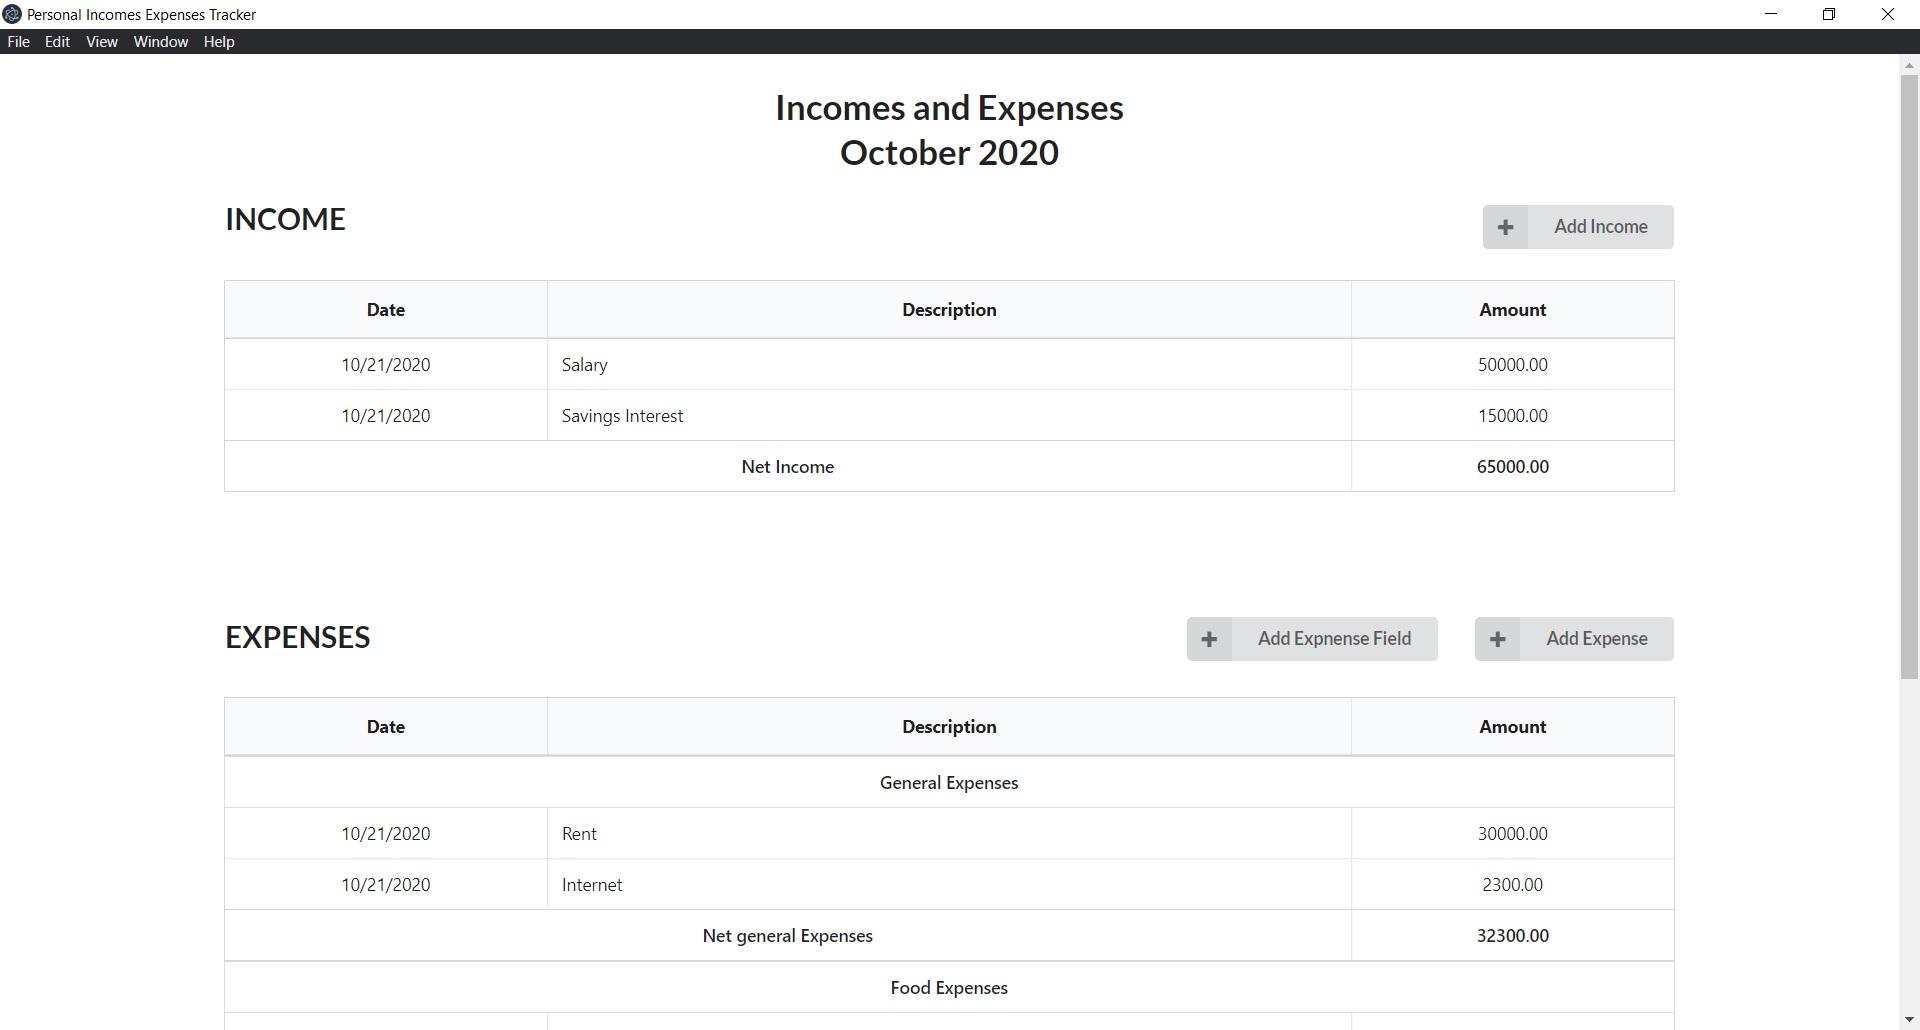 Personal Incomes Expenses Tracker
File Edit View Window Help
Incomes and Expenses
October 2020
INCOME
Add Income
Date Description Amount
10/21/2020 Salary 50000.00
10/21/2020 Savings Interest 15000.00
Net Income 65000.00
EXPENSES
Add Expnense Field Add Expense
Date Description Amount
General Expenses
10/21/2020 Rent 30000.00
10/21/2020 Internet 2300.00
Net general Expenses 32300.00
Food Expenses